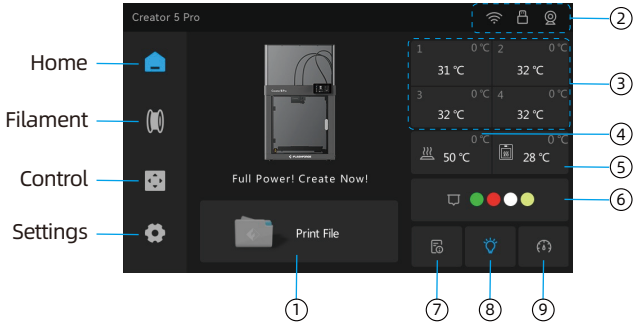 Creator 5 Pro
②
Home
1 0 ℃ 2 0 ℃
31 ℃ 32 ℃
③
3 0 ℃ 4 0 ℃
32 ℃ 32 ℃
Filament
④
0 ℃ 0 ℃
50 ℃ 28 ℃
⑤
Control
Full Power! Create Now!
⑥
Settings
Print File
① ⑦ ⑧ ⑨